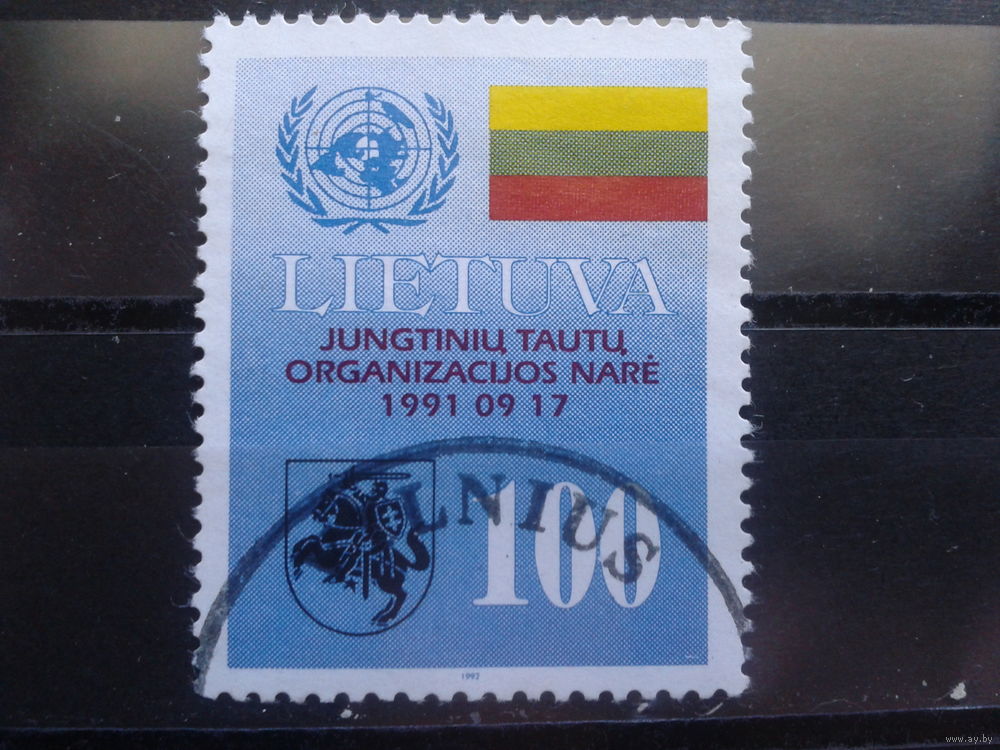 LIETUVA
JUNGTINIŲ TAUTŲ
ORGANIZACIJOS NARĖ
1991 09 17
LNIUS
100
1992
www.ay.by